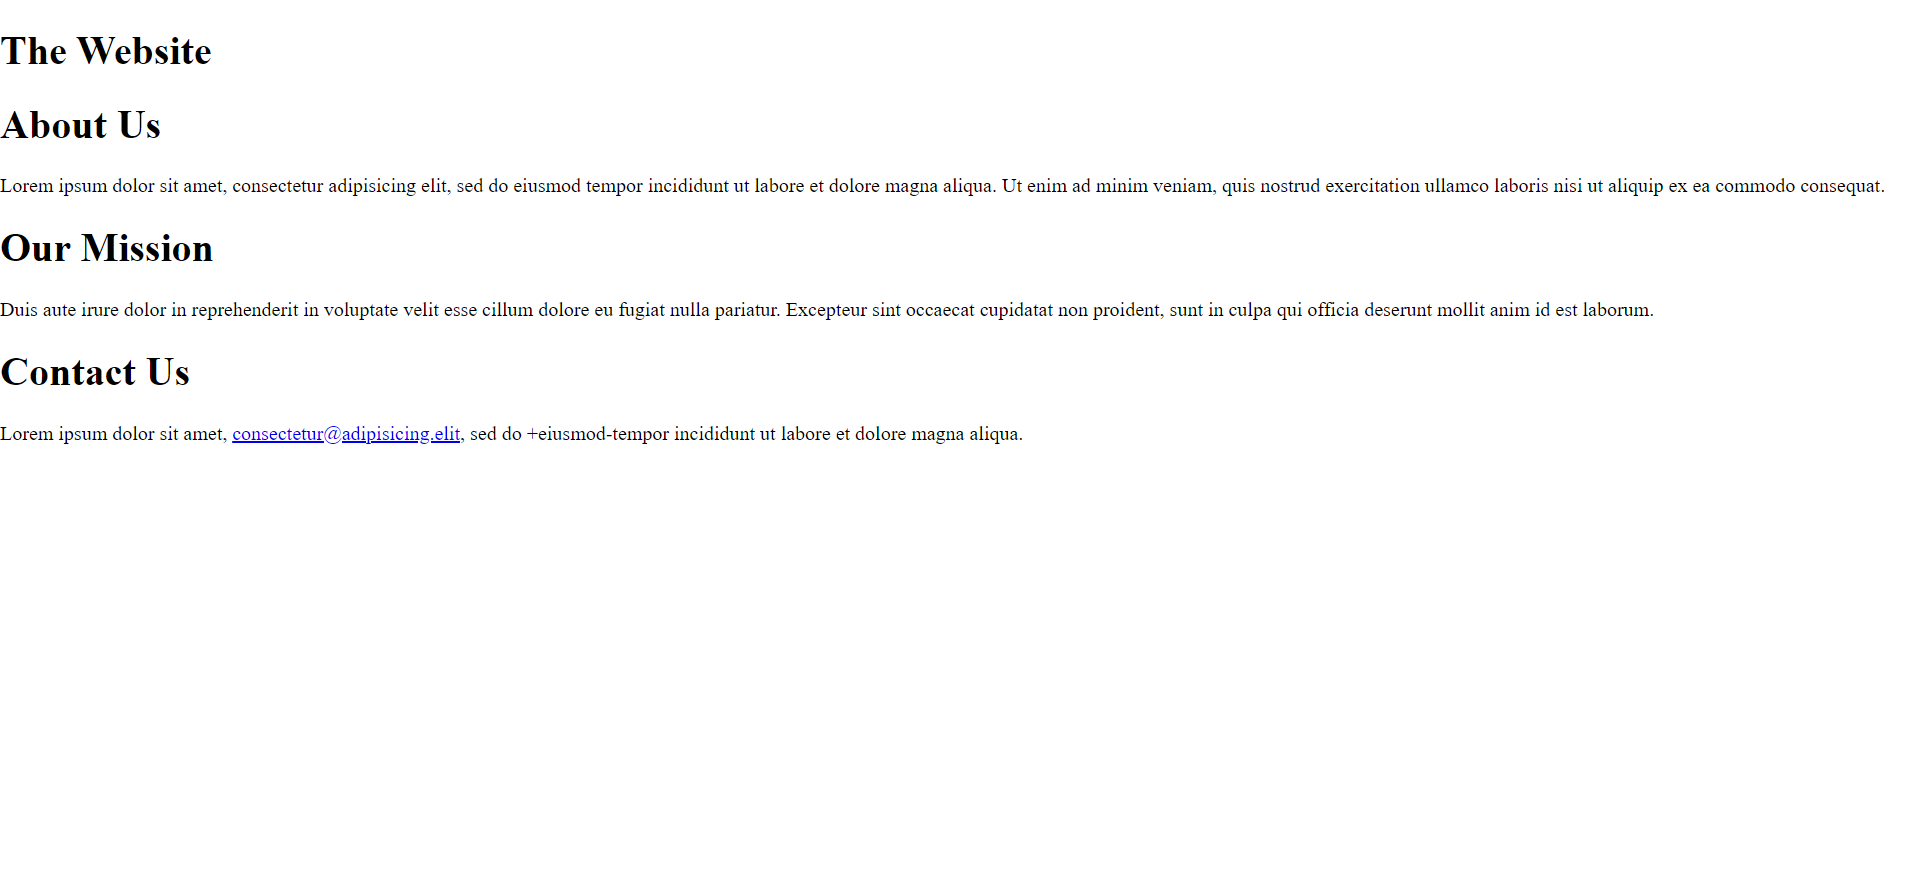 The Website
About Us
Lorem ipsum dolor sit amet, consectetur adipisicing elit, sed do eiusmod tempor incididunt ut labore et dolore magna aliqua. Ut enim ad minim veniam, quis nostrud exercitation ullamco laboris nisi ut aliquip ex ea commodo consequat.
Our Mission
Duis aute irure dolor in reprehenderit in voluptate velit esse cillum dolore eu fugiat nulla pariatur. Excepteur sint occaecat cupidatat non proident, sunt in culpa qui officia deserunt mollit anim id est laborum.
Contact Us
Lorem ipsum dolor sit amet, consectetur@adipisicing.elit, sed do +eiusmod-tempor incididunt ut labore et dolore magna aliqua.